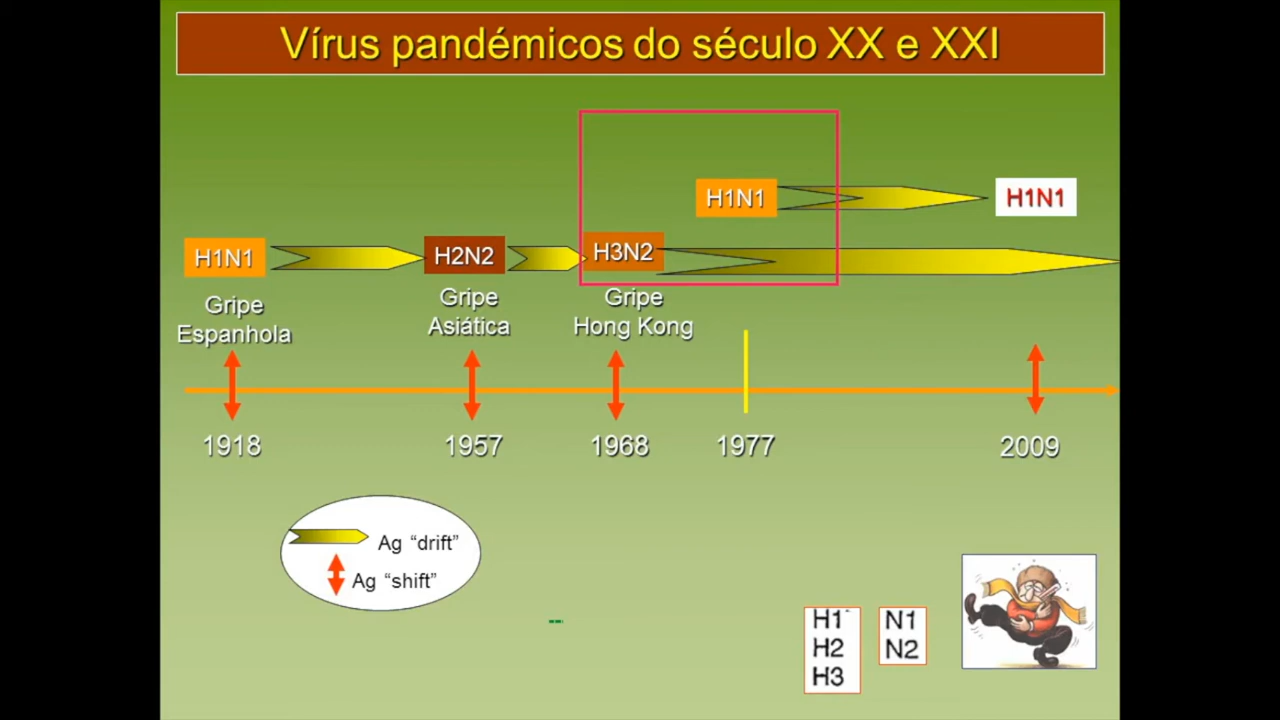 Vírus pandémicos do século XX e XXI
H1N1
H1N1
H1N1
H2N2
H3N2
Gripe
Espanhola
Gripe
Asiática
Gripe
Hong Kong
1918
1957
1968
1977
2009
Ag “drift”
Ag “shift”
H1
H2
H3
N1
N2